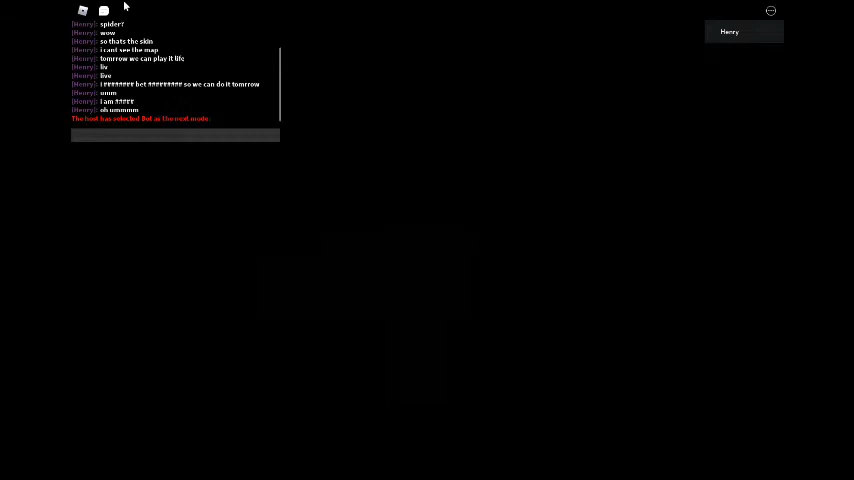 [Henry]: spider?
[Henry]: wow
[Henry]: so thats the skin
[Henry]: i cant see the map
[Henry]: tomrrow we can play it life
[Henry]: liv
[Henry]: live
[Henry]: i ######## bet ######### so we can do it tomrrow
[Henry]: umm
[Henry]: i am #####
[Henry]: oh ummmm
The host has selected Bot as the next mode
Henry